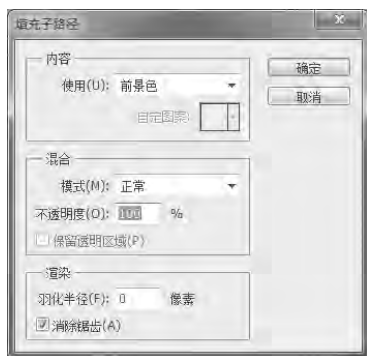 填充子路径
内容
确定
使用(U): 前景色
取消
自定图案:
混合
模式(M): 正常
不透明度(O): 100 %
保留透明区域(P)
渲染
羽化半径(F): 0 像素
消除锯齿(A)